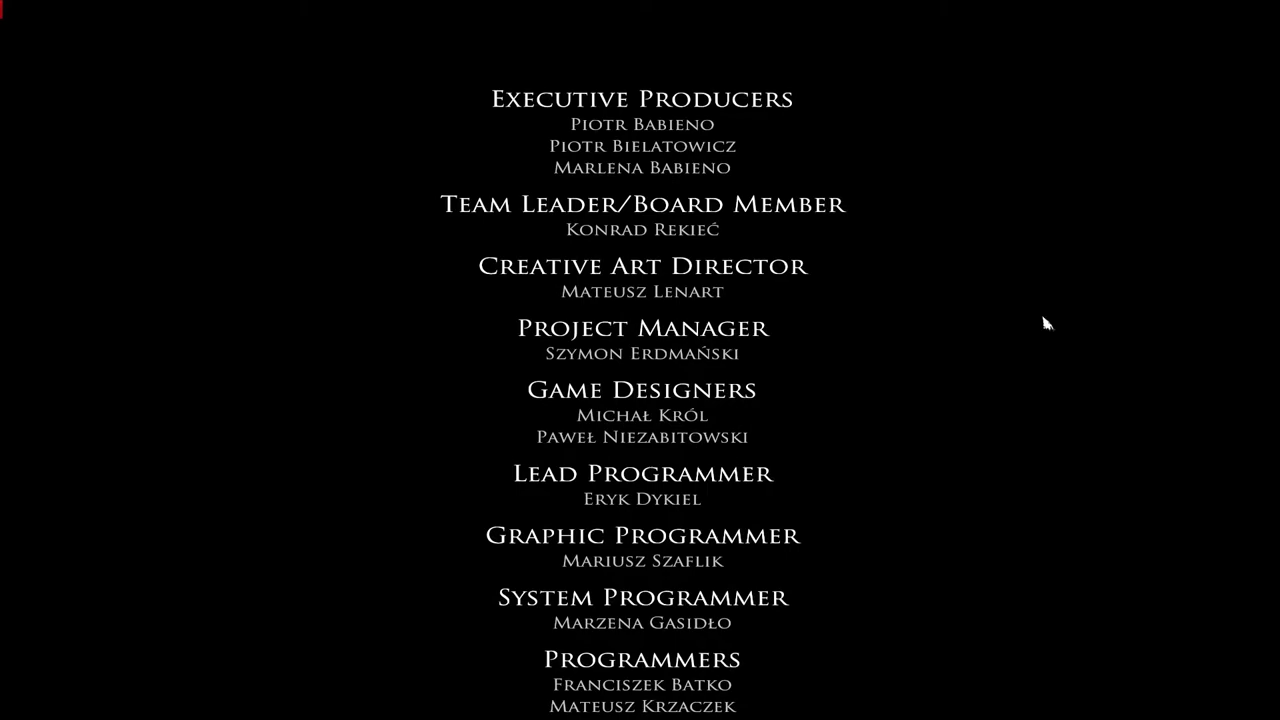 Executive Producers
Piotr Babieno
Piotr Bielatowicz
Marlena Babieno
Team Leader/Board Member
Konrad Rekieć
Creative Art Director
Mateusz Lenart
Project Manager
Szymon Erdmański
Game Designers
Michał Król
Paweł Niezabitowski
Lead Programmer
Eryk Dykiel
Graphic Programmer
Mariusz Szaflik
System Programmer
Marzena Gasidło
Programmers
Franciszek Batko
Mateusz Krzaczek